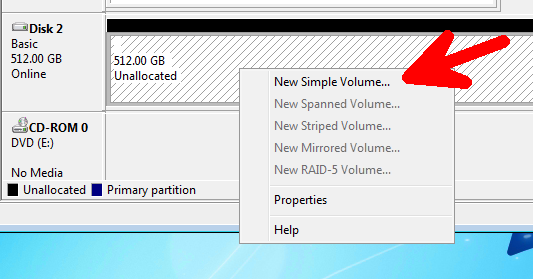 Disk 2
Basic
512.00 GB
Online
512.00 GB
Unallocated
New Simple Volume...
New Spanned Volume...
New Striped Volume...
New Mirrored Volume...
New RAID-5 Volume...
Properties
Help
CD-ROM 0
DVD (E:)
No Media
Unallocated Primary partition